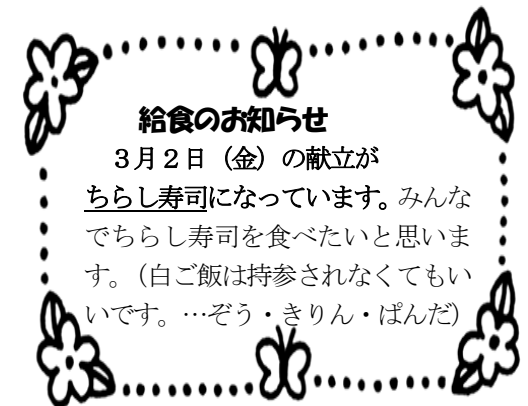 給食のお知らせ
３月２日（金）の献立が
ちらし寿司になっています。みんな
でちらし寿司を食べたいと思いま
す。（白ご飯は持参されなくてもい
いです。…ぞう・きりん・ぱんだ）